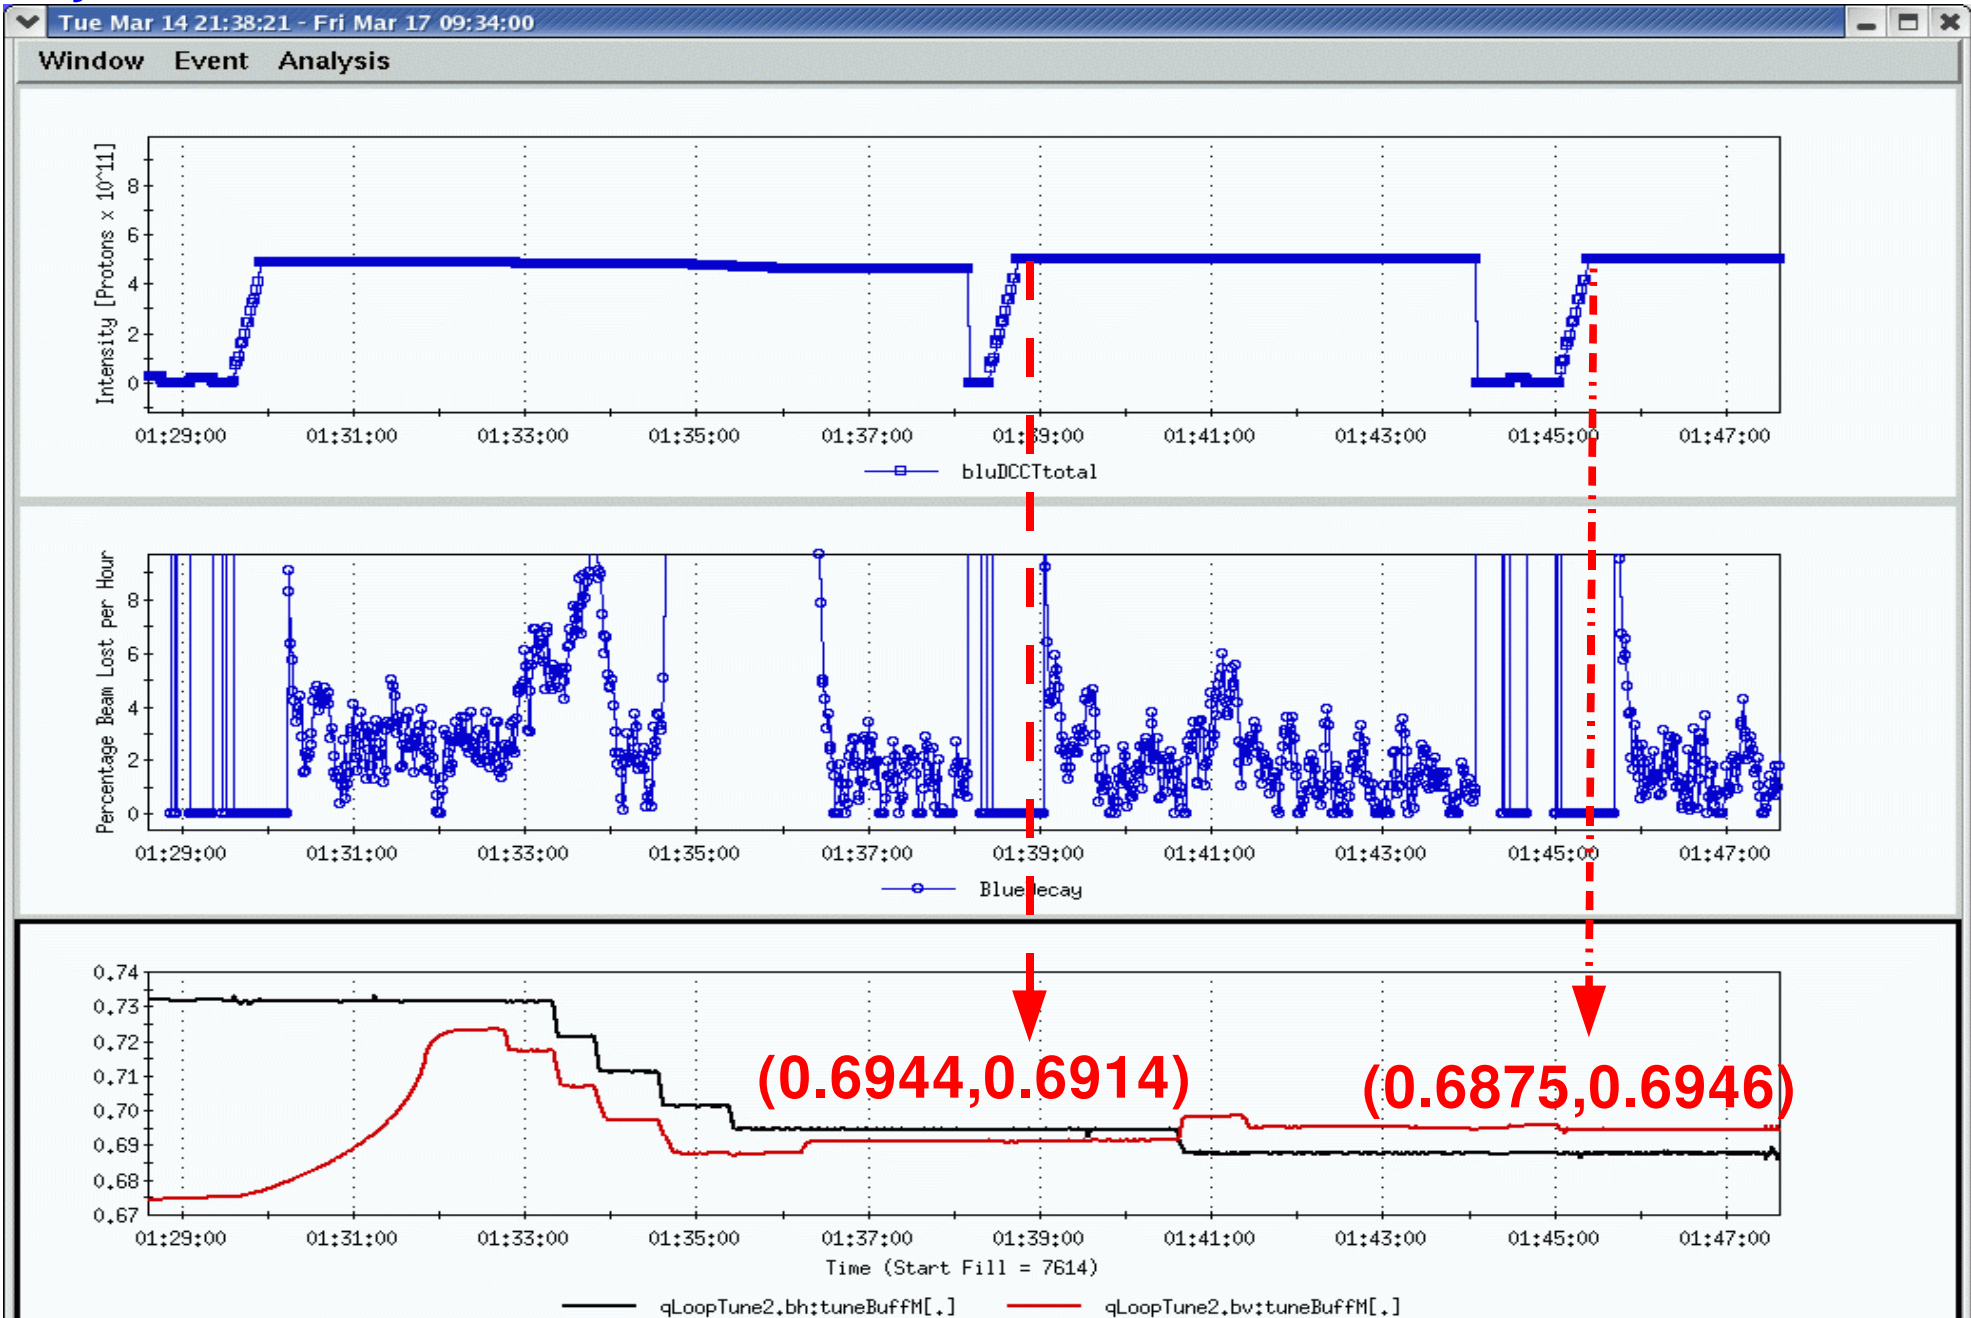 Tue Mar 14 21:38:21 - Fri Mar 17 09:34:00
Window Event Analysis
Intensity [Protons x 10^11]
8
6
4
2
0
01:29:00 01:31:00 01:33:00 01:35:00 01:37:00 01:39:00 01:41:00 01:43:00 01:45:00 01:47:00
bluDCCTtotal
Percentage Beam Lost per Hour
8
6
4
2
0
01:29:00 01:31:00 01:33:00 01:35:00 01:37:00 01:39:00 01:41:00 01:43:00 01:45:00 01:47:00
BlueDecay
0.74
0.73
0.72
0.71
0.70
0.69
0.68
0.67
(0.6944,0.6914) (0.6875,0.6946)
01:29:00 01:31:00 01:33:00 01:35:00 01:37:00 01:39:00 01:41:00 01:43:00 01:45:00 01:47:00
Time (Start Fill = 7614)
qLoopTune2.bh:tuneBuffM[.] qLoopTune2.bv:tuneBuffM[.]